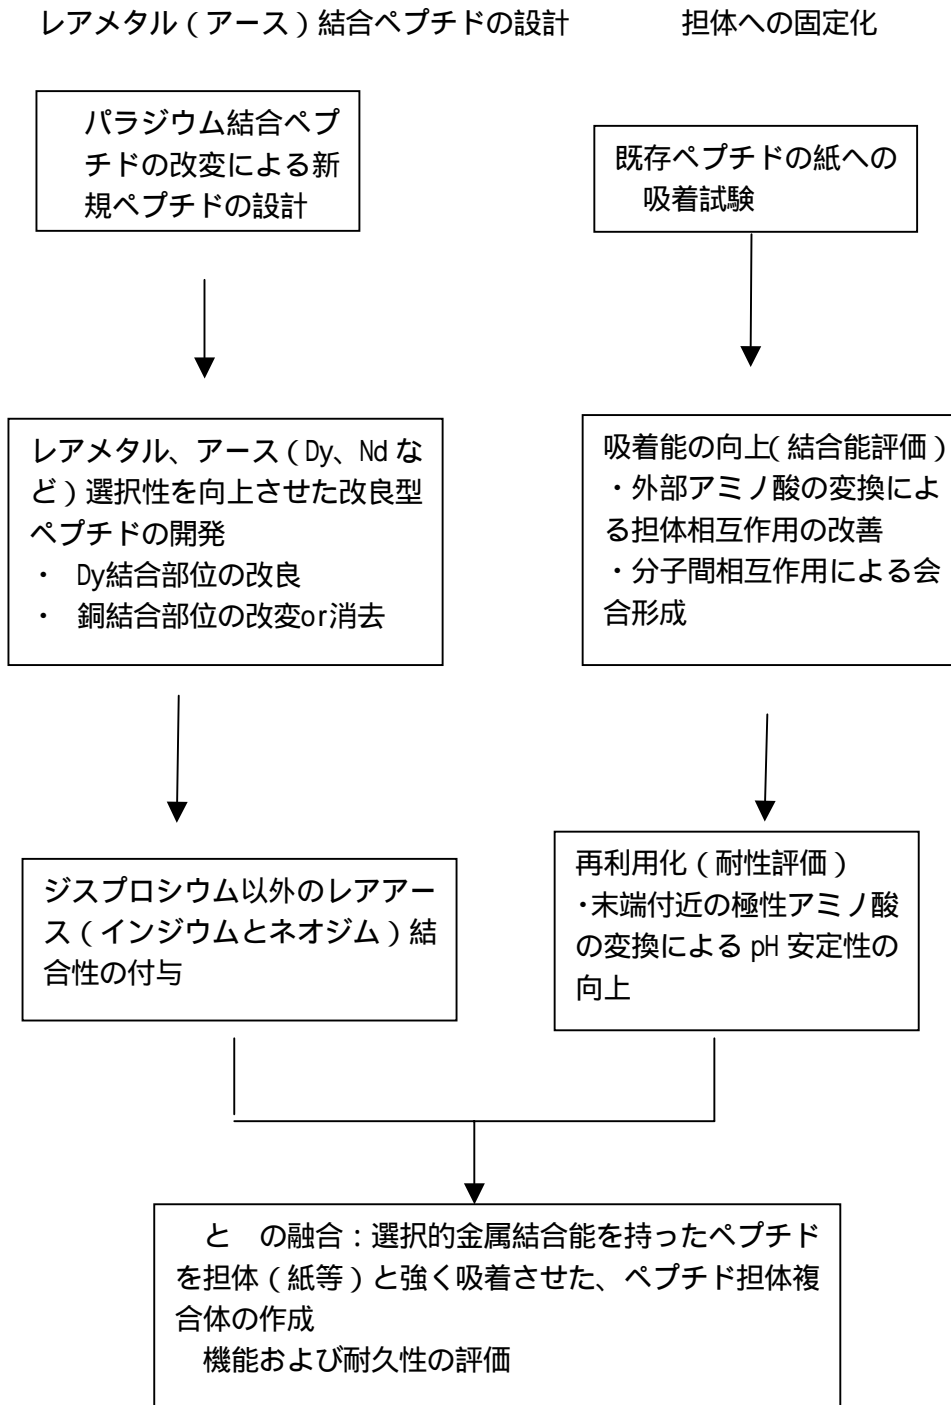 レアメタル（アース）結合ペプチドの設計
担体への固定化
パラジウム結合ペプ
チドの改変による新
規ペプチドの設計
既存ペプチドの紙への
吸着試験
レアメタル、アース（Dy、Nd な
ど）選択性を向上させた改良型
ペプチドの開発
・ Dy結合部位の改良
・ 銅結合部位の改変or消去
吸着能の向上（結合能評価）
・外部アミノ酸の変換によ
る担体相互作用の改善
・分子間相互作用による会
合形成
ジスプロシウム以外のレアアー
ス（インジウムとネオジム）結
合性の付与
再利用化（耐性評価）
・末端付近の極性アミノ酸
の変換による pH 安定性の
向上
と　の融合：選択的金属結合能を持ったペプチド
を担体（紙等）と強く吸着させた、ペプチド担体複
合体の作成
機能および耐久性の評価